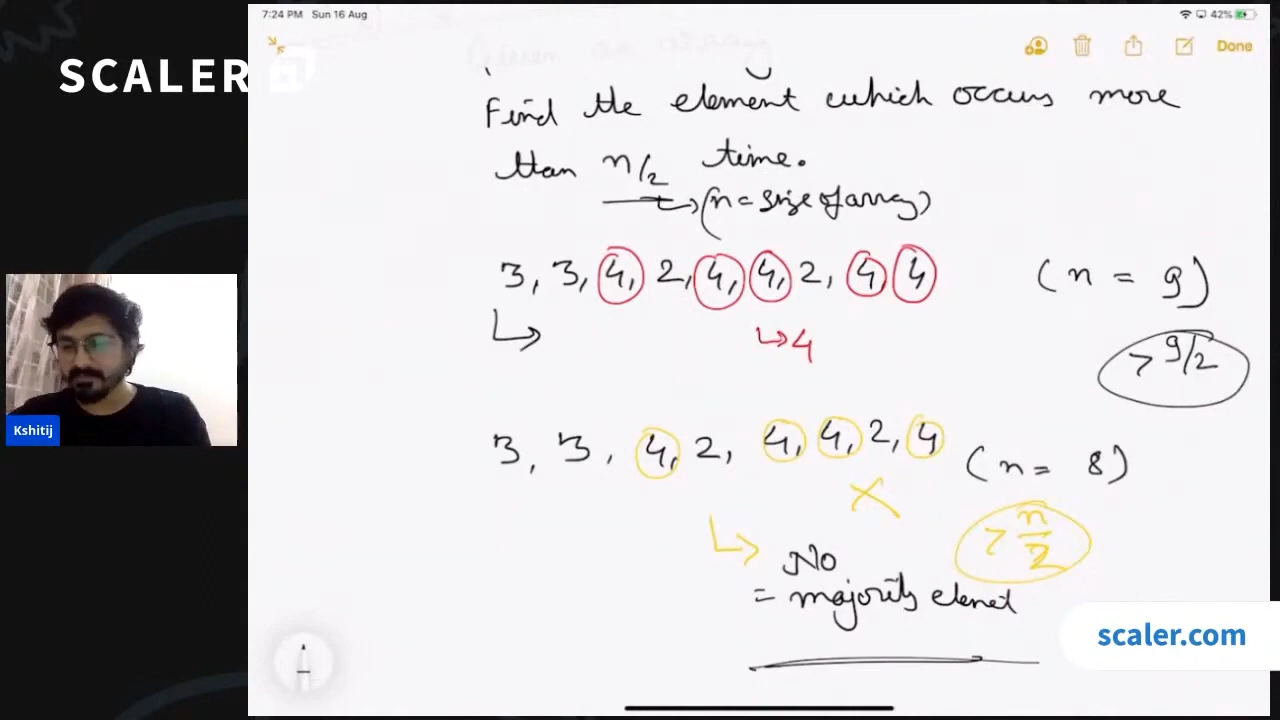 7:24 PM Sun 16 Aug
42%
Done
SCALER
Find the element which occurs more
than n/2 time.
(n = size of array)
3, 3, 4, 2, 4, 4, 2, 4 4 (n = 9)
4
> 9/2
3, 3, 4, 2, 4, 4, 2, 4 (n = 8)
> n/2
No
= majority elenet
Kshitij
scaler.com